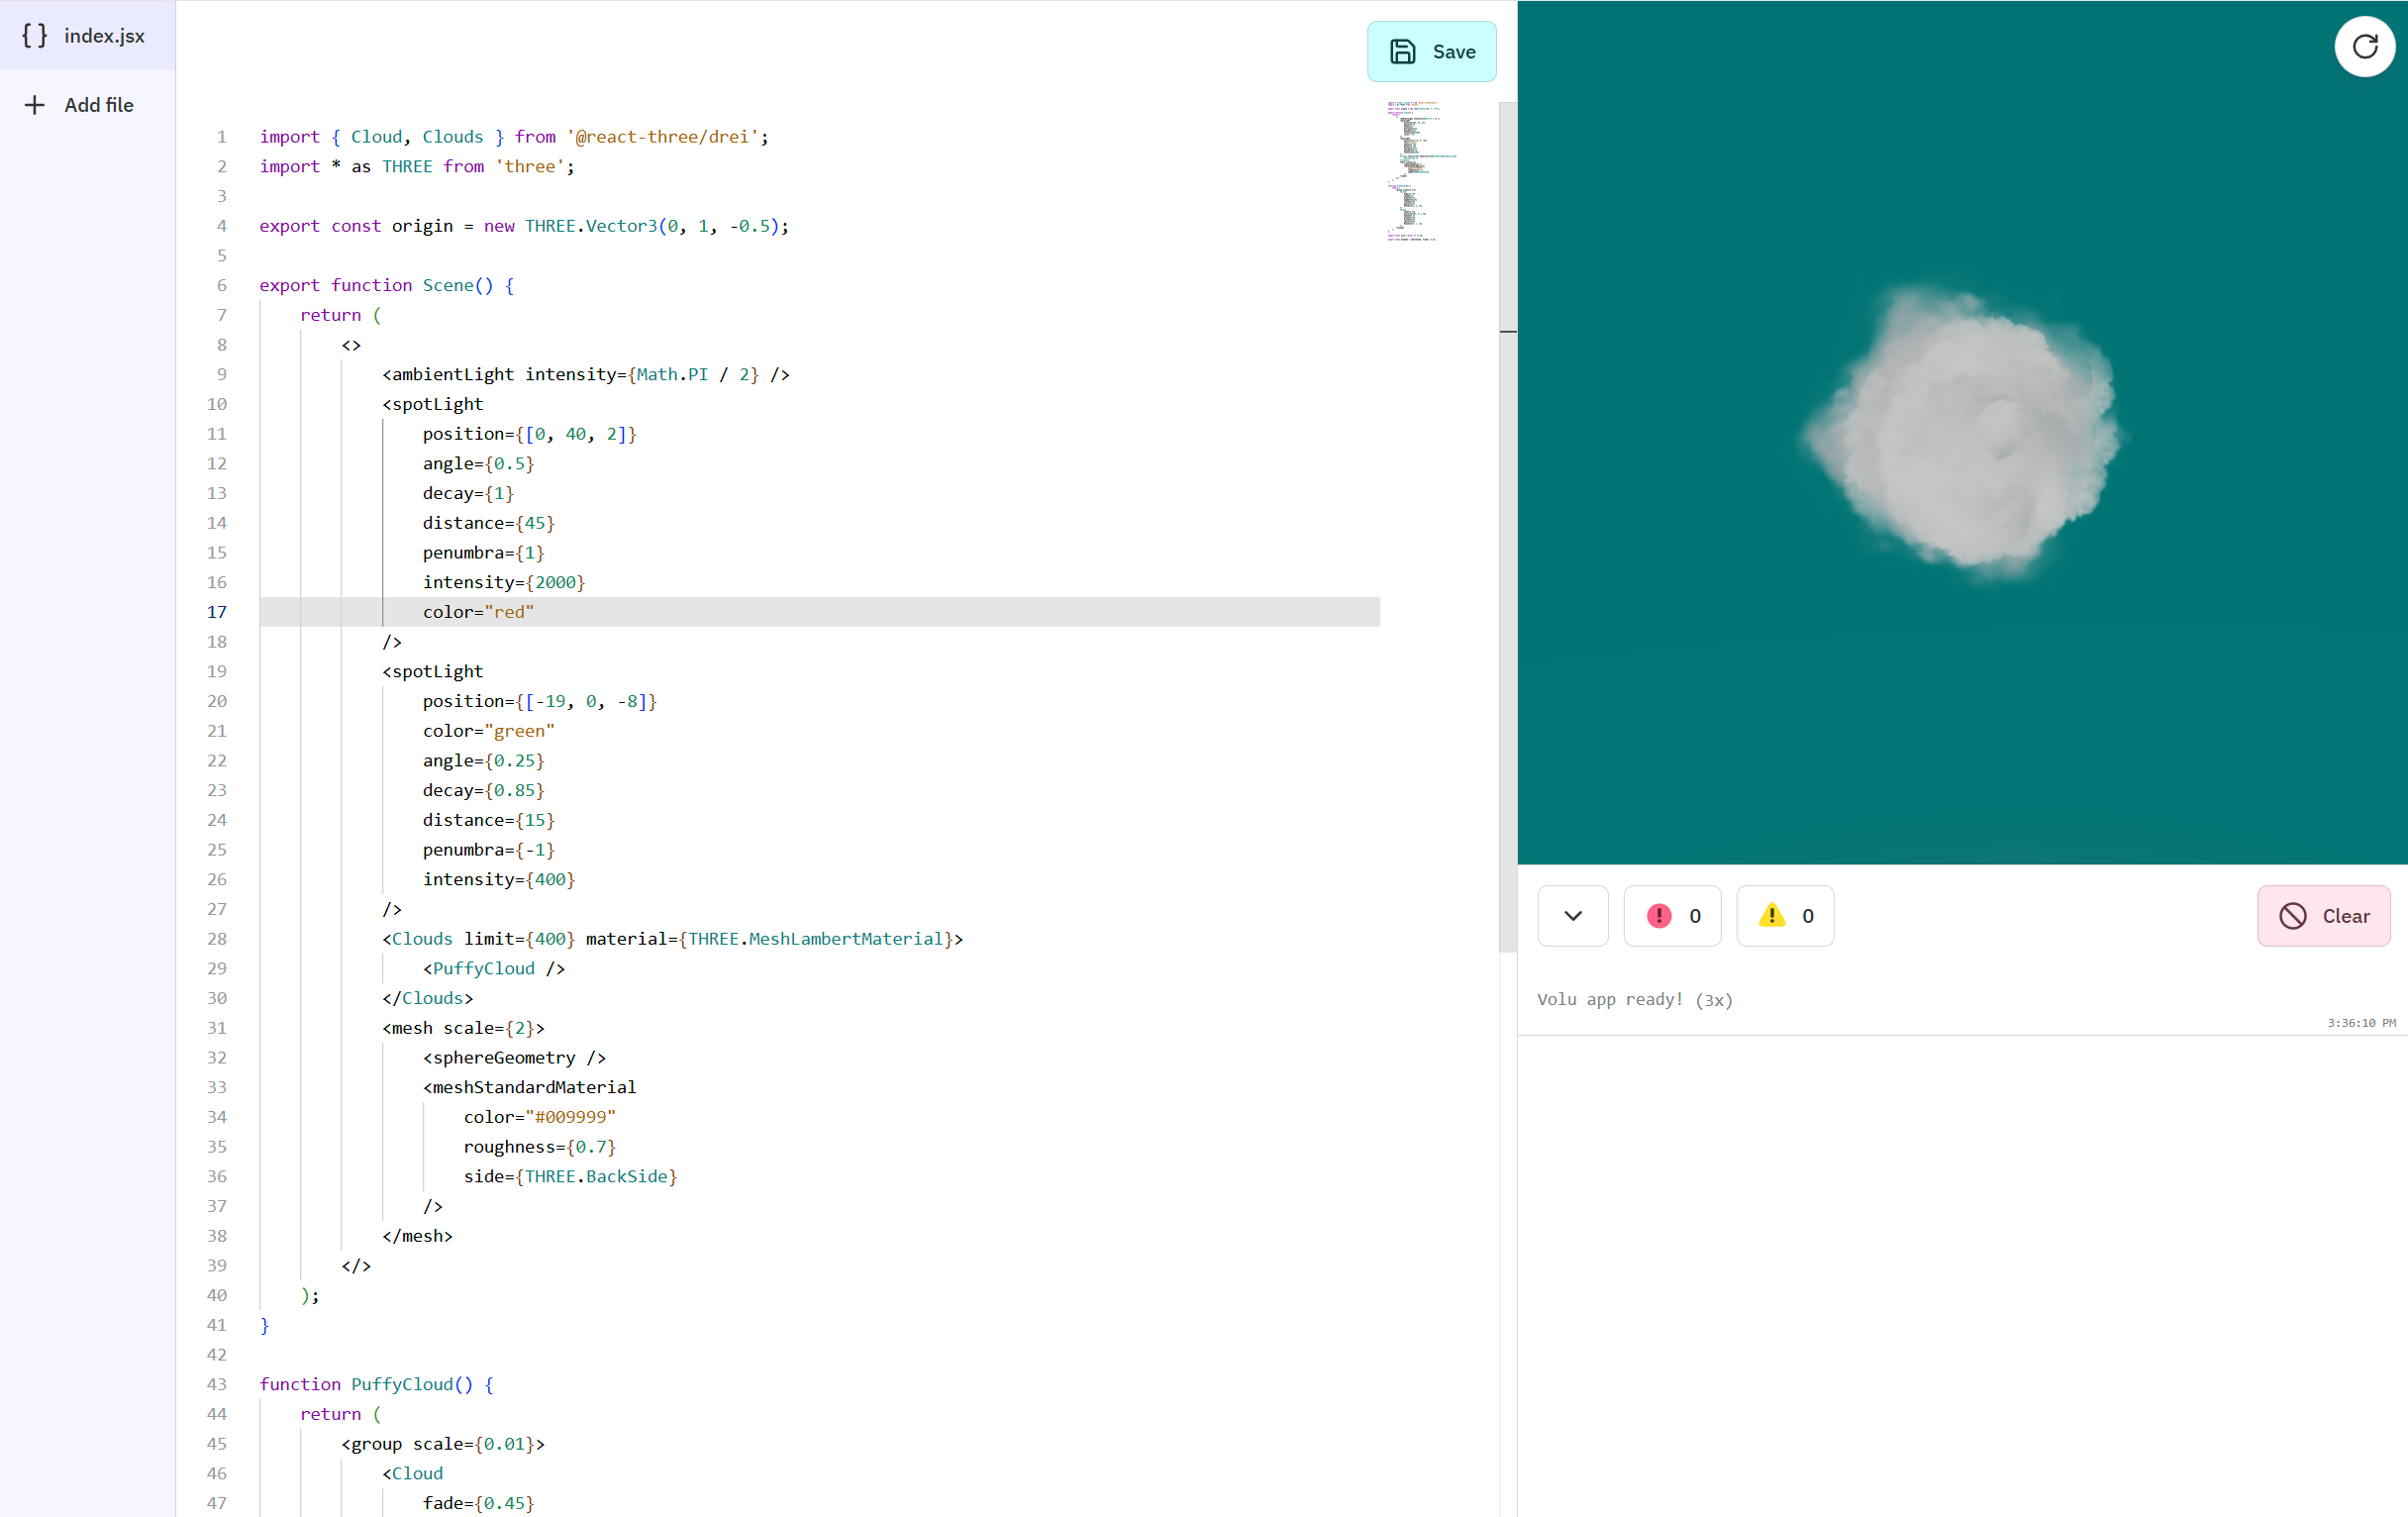 index.jsx
Add file
Save
1 import { Cloud, Clouds } from '@react-three/drei';
2 import * as THREE from 'three';
3
4 export const origin = new THREE.Vector3(0, 1, -0.5);
5
6 export function Scene() {
7 return (
8 <>
9 <ambientLight intensity={Math.PI / 2} />
10 <spotLight
11 position={[0, 40, 2]}
12 angle={0.5}
13 decay={1}
14 distance={45}
15 penumbra={1}
16 intensity={2000}
17 color="red"
18 />
19 <spotLight
20 position={[-19, 0, -8]}
21 color="green"
22 angle={0.25}
23 decay={0.85}
24 distance={15}
25 penumbra={-1}
26 intensity={400}
27 />
28 <Clouds limit={400} material={THREE.MeshLambertMaterial}>
29 <PuffyCloud />
30 </Clouds>
31 <mesh scale={2}>
32 <sphereGeometry />
33 <meshStandardMaterial
34 color="#009999"
35 roughness={0.7}
36 side={THREE.BackSide}
37 />
38 </mesh>
39 </>
40 );
41 }
42
43 function PuffyCloud() {
44 return (
45 <group scale={0.01}>
46 <Cloud
47 fade={0.45}
0
0
Clear
Volu app ready! (3x)
3:36:10 PM